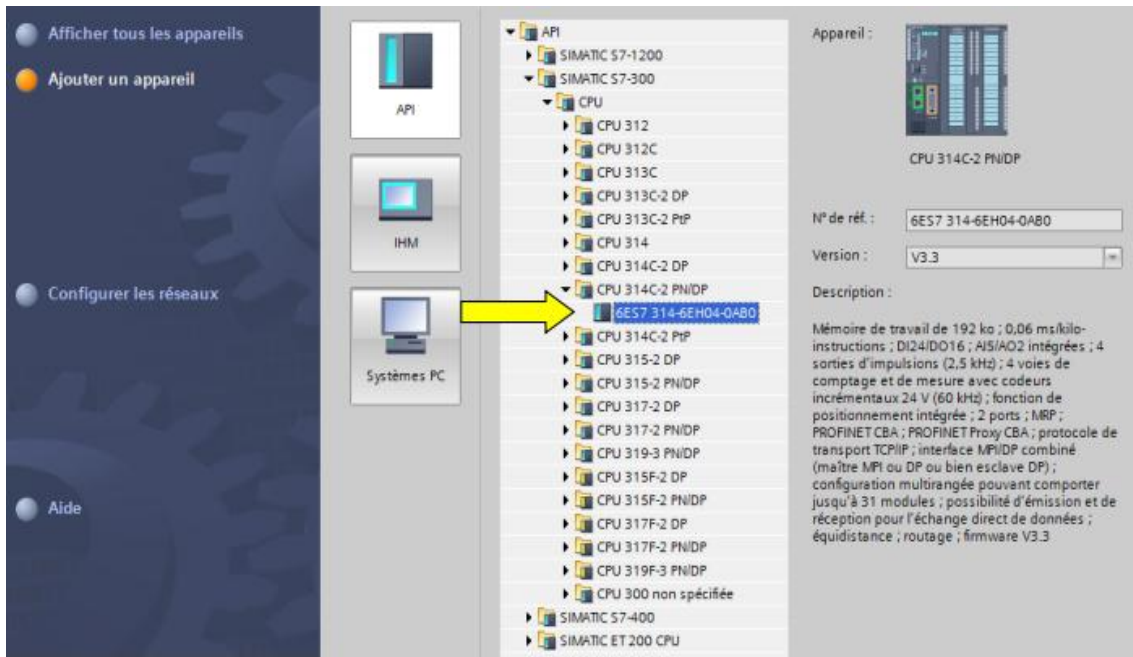 Afficher tous les appareils
Ajouter un appareil
Configurer les réseaux
Aide
API
IHM
Systèmes PC
API
SIMATIC S7-1200
SIMATIC S7-300
CPU
CPU 312
CPU 312C
CPU 313C
CPU 313C-2 DP
CPU 313C-2 PtP
CPU 314
CPU 314C-2 DP
CPU 314C-2 PN/DP
6ES7 314-6EH04-0AB0
CPU 314C-2 PtP
CPU 315-2 DP
CPU 315-2 PN/DP
CPU 317-2 DP
CPU 317-2 PN/DP
CPU 319-3 PN/DP
CPU 315F-2 DP
CPU 315F-2 PN/DP
CPU 317F-2 DP
CPU 317F-2 PN/DP
CPU 319F-3 PN/DP
CPU 300 non spécifiée
SIMATIC S7-400
SIMATIC ET 200 CPU
Appareil :
CPU 314C-2 PN/DP
N° de réf. : 6ES7 314-6EH04-0AB0
Version : V3.3
Description :
Mémoire de travail de 192 ko ; 0,06 ms/kilo-
instructions ; DI24/DO16 ; AI5/AO2 intégrées ; 4
sorties d'impulsions (2,5 kHz) ; 4 voies de
comptage et de mesure avec codeurs
incrémentaux 24 V (60 kHz) ; fonction de
positionnement intégrée ; 2 ports ; MRP ;
PROFINET CBA ; PROFINET Proxy CBA ; protocole de
transport TCP/IP ; interface MPI/DP combiné
(maître MPI ou DP ou bien esclave DP) ;
configuration multirangée pouvant comporter
jusqu'à 31 modules ; possibilité d'émission et de
réception pour l'échange direct de données ;
équidistance ; routage ; firmware V3.3